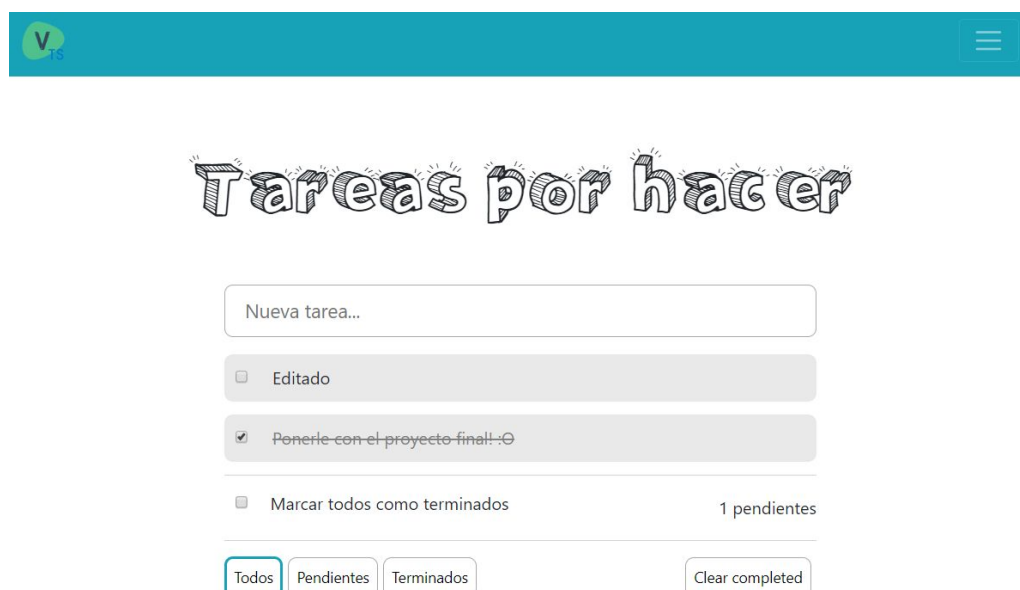 V
TS
Tareas por hacer
Nueva tarea...
Editado
Ponerle con el proyecto final! :O
Marcar todos como terminados
1 pendientes
Todos Pendientes Terminados Clear completed